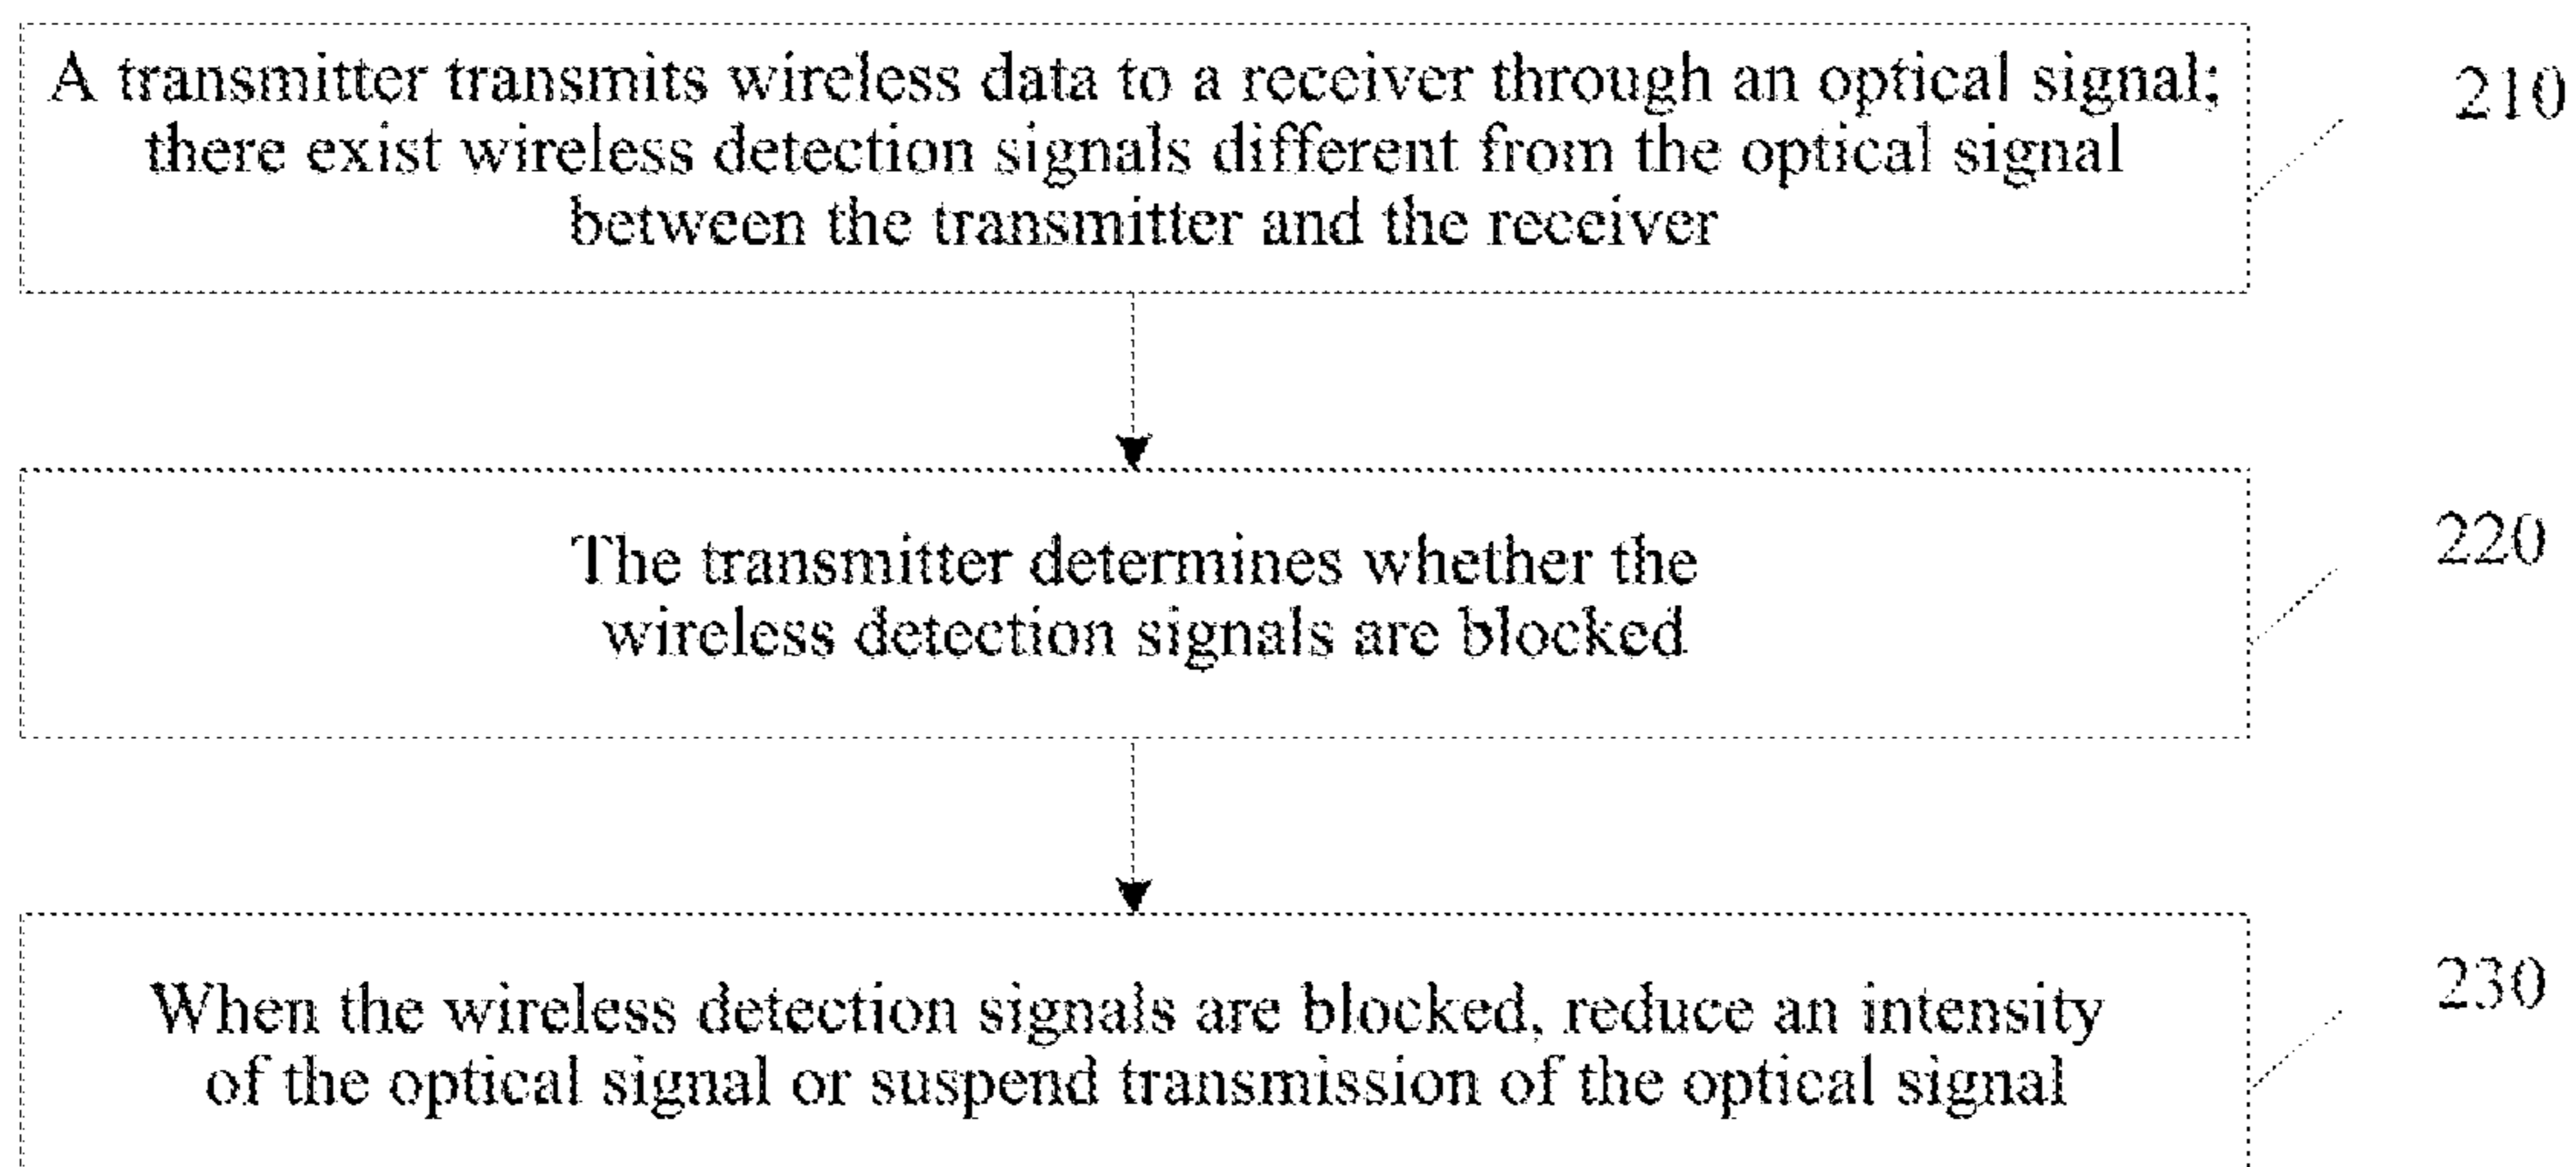 A transmitter transmits wireless data to a receiver through an optical signal;
there exist wireless detection signals different from the optical signal
between the transmitter and the receiver
210
The transmitter determines whether the
wireless detection signals are blocked
220
When the wireless detection signals are blocked, reduce an intensity
of the optical signal or suspend transmission of the optical signal
230